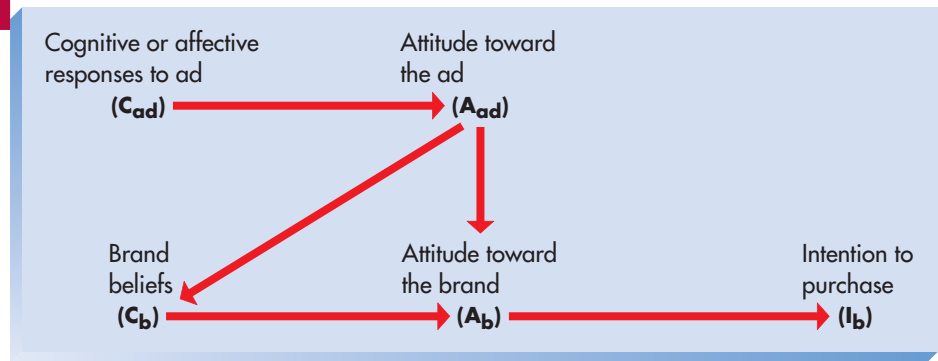 Cognitive or affective
responses to ad
(Cad)
Attitude toward
the ad
(Aad)
Brand
beliefs
(Cb)
Attitude toward
the brand
(Ab)
Intention to
purchase
(Ib)